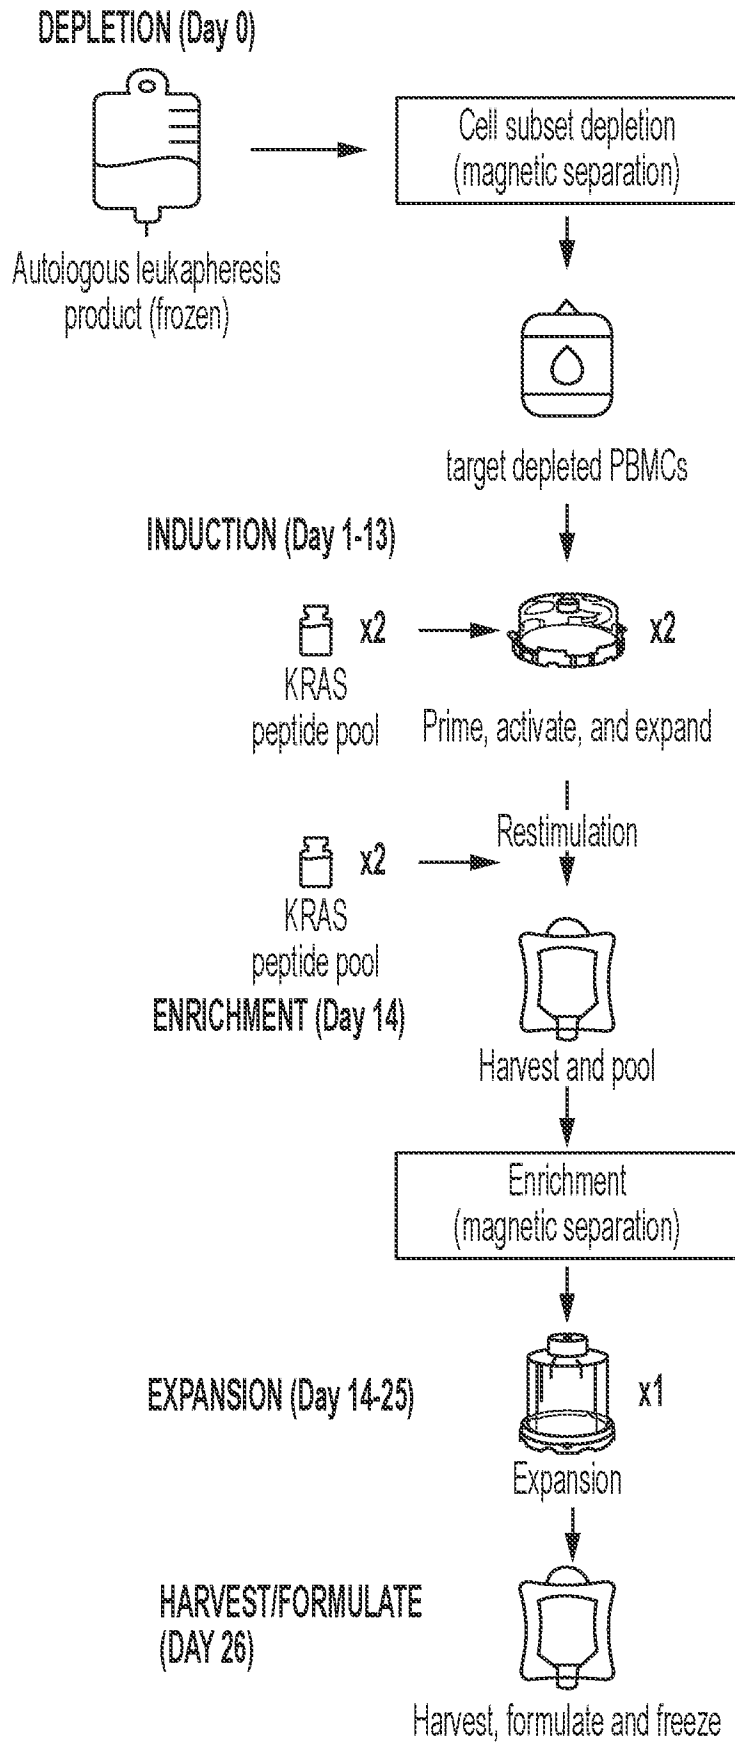 DEPLETION (Day 0)
Cell subset depletion
(magnetic separation)
Autologous leukapheresis
product (frozen)
target depleted PBMCs
INDUCTION (Day 1-13)
x2
x2
KRAS
peptide pool
Prime, activate, and expand
Restimulation
x2
KRAS
peptide pool
ENRICHMENT (Day 14)
Harvest and pool
Enrichment
(magnetic separation)
EXPANSION (Day 14-25)
x1
Expansion
HARVEST/FORMULATE
(DAY 26)
Harvest, formulate and freeze